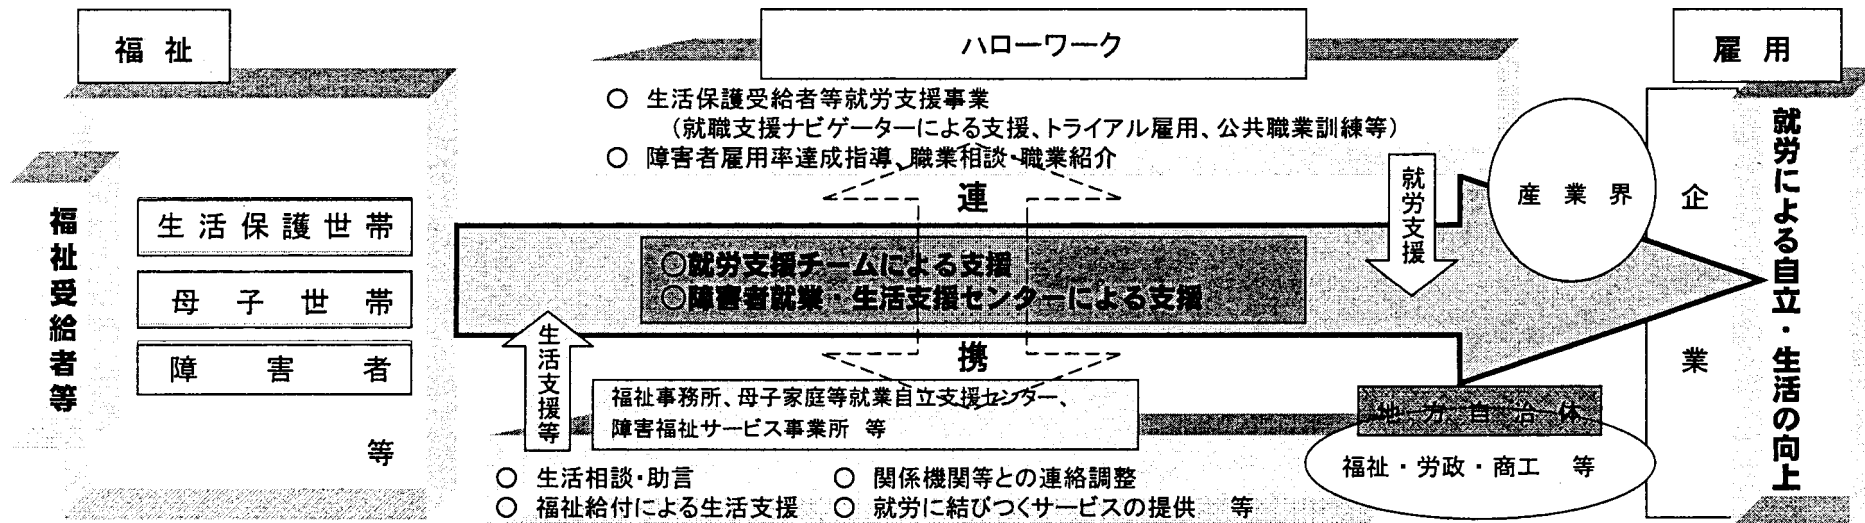 福祉
福祉受給者等
生活保護世帯
母子世帯
障害者
等
ハローワーク
○ 生活保護受給者等就労支援事業
（就職支援ナビゲーターによる支援、トライアル雇用、公共職業訓練等）
○ 障害者雇用率達成指導、職業相談・職業紹介
連
○就労支援チームによる支援
○障害者就業・生活支援センターによる支援
携
生活支援等
就労支援
福祉事務所、母子家庭等就業自立支援センター、
障害福祉サービス事業所 等
○ 生活相談・助言
○ 福祉給付による生活支援
○ 関係機関等との連絡調整
○ 就労に結びつくサービスの提供 等
産業界
地方自治体
福祉・労政・商工 等
雇用
企業
就労による自立・生活の向上